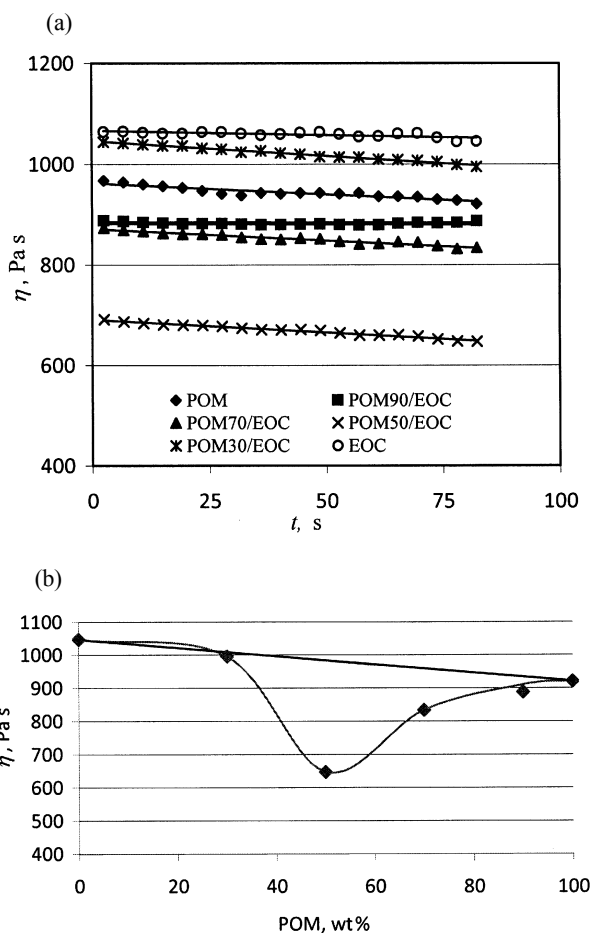 (a)
1200
1000
800
600
400
η, Pa s
◆ POM ■ POM90/EOC
▲ POM70/EOC × POM50/EOC
POM30/EOC ○ EOC
0 25 50 75 100
t, s
(b)
1100
1000
900
800
700
600
500
400
η, Pa s
0 20 40 60 80 100
POM, wt%